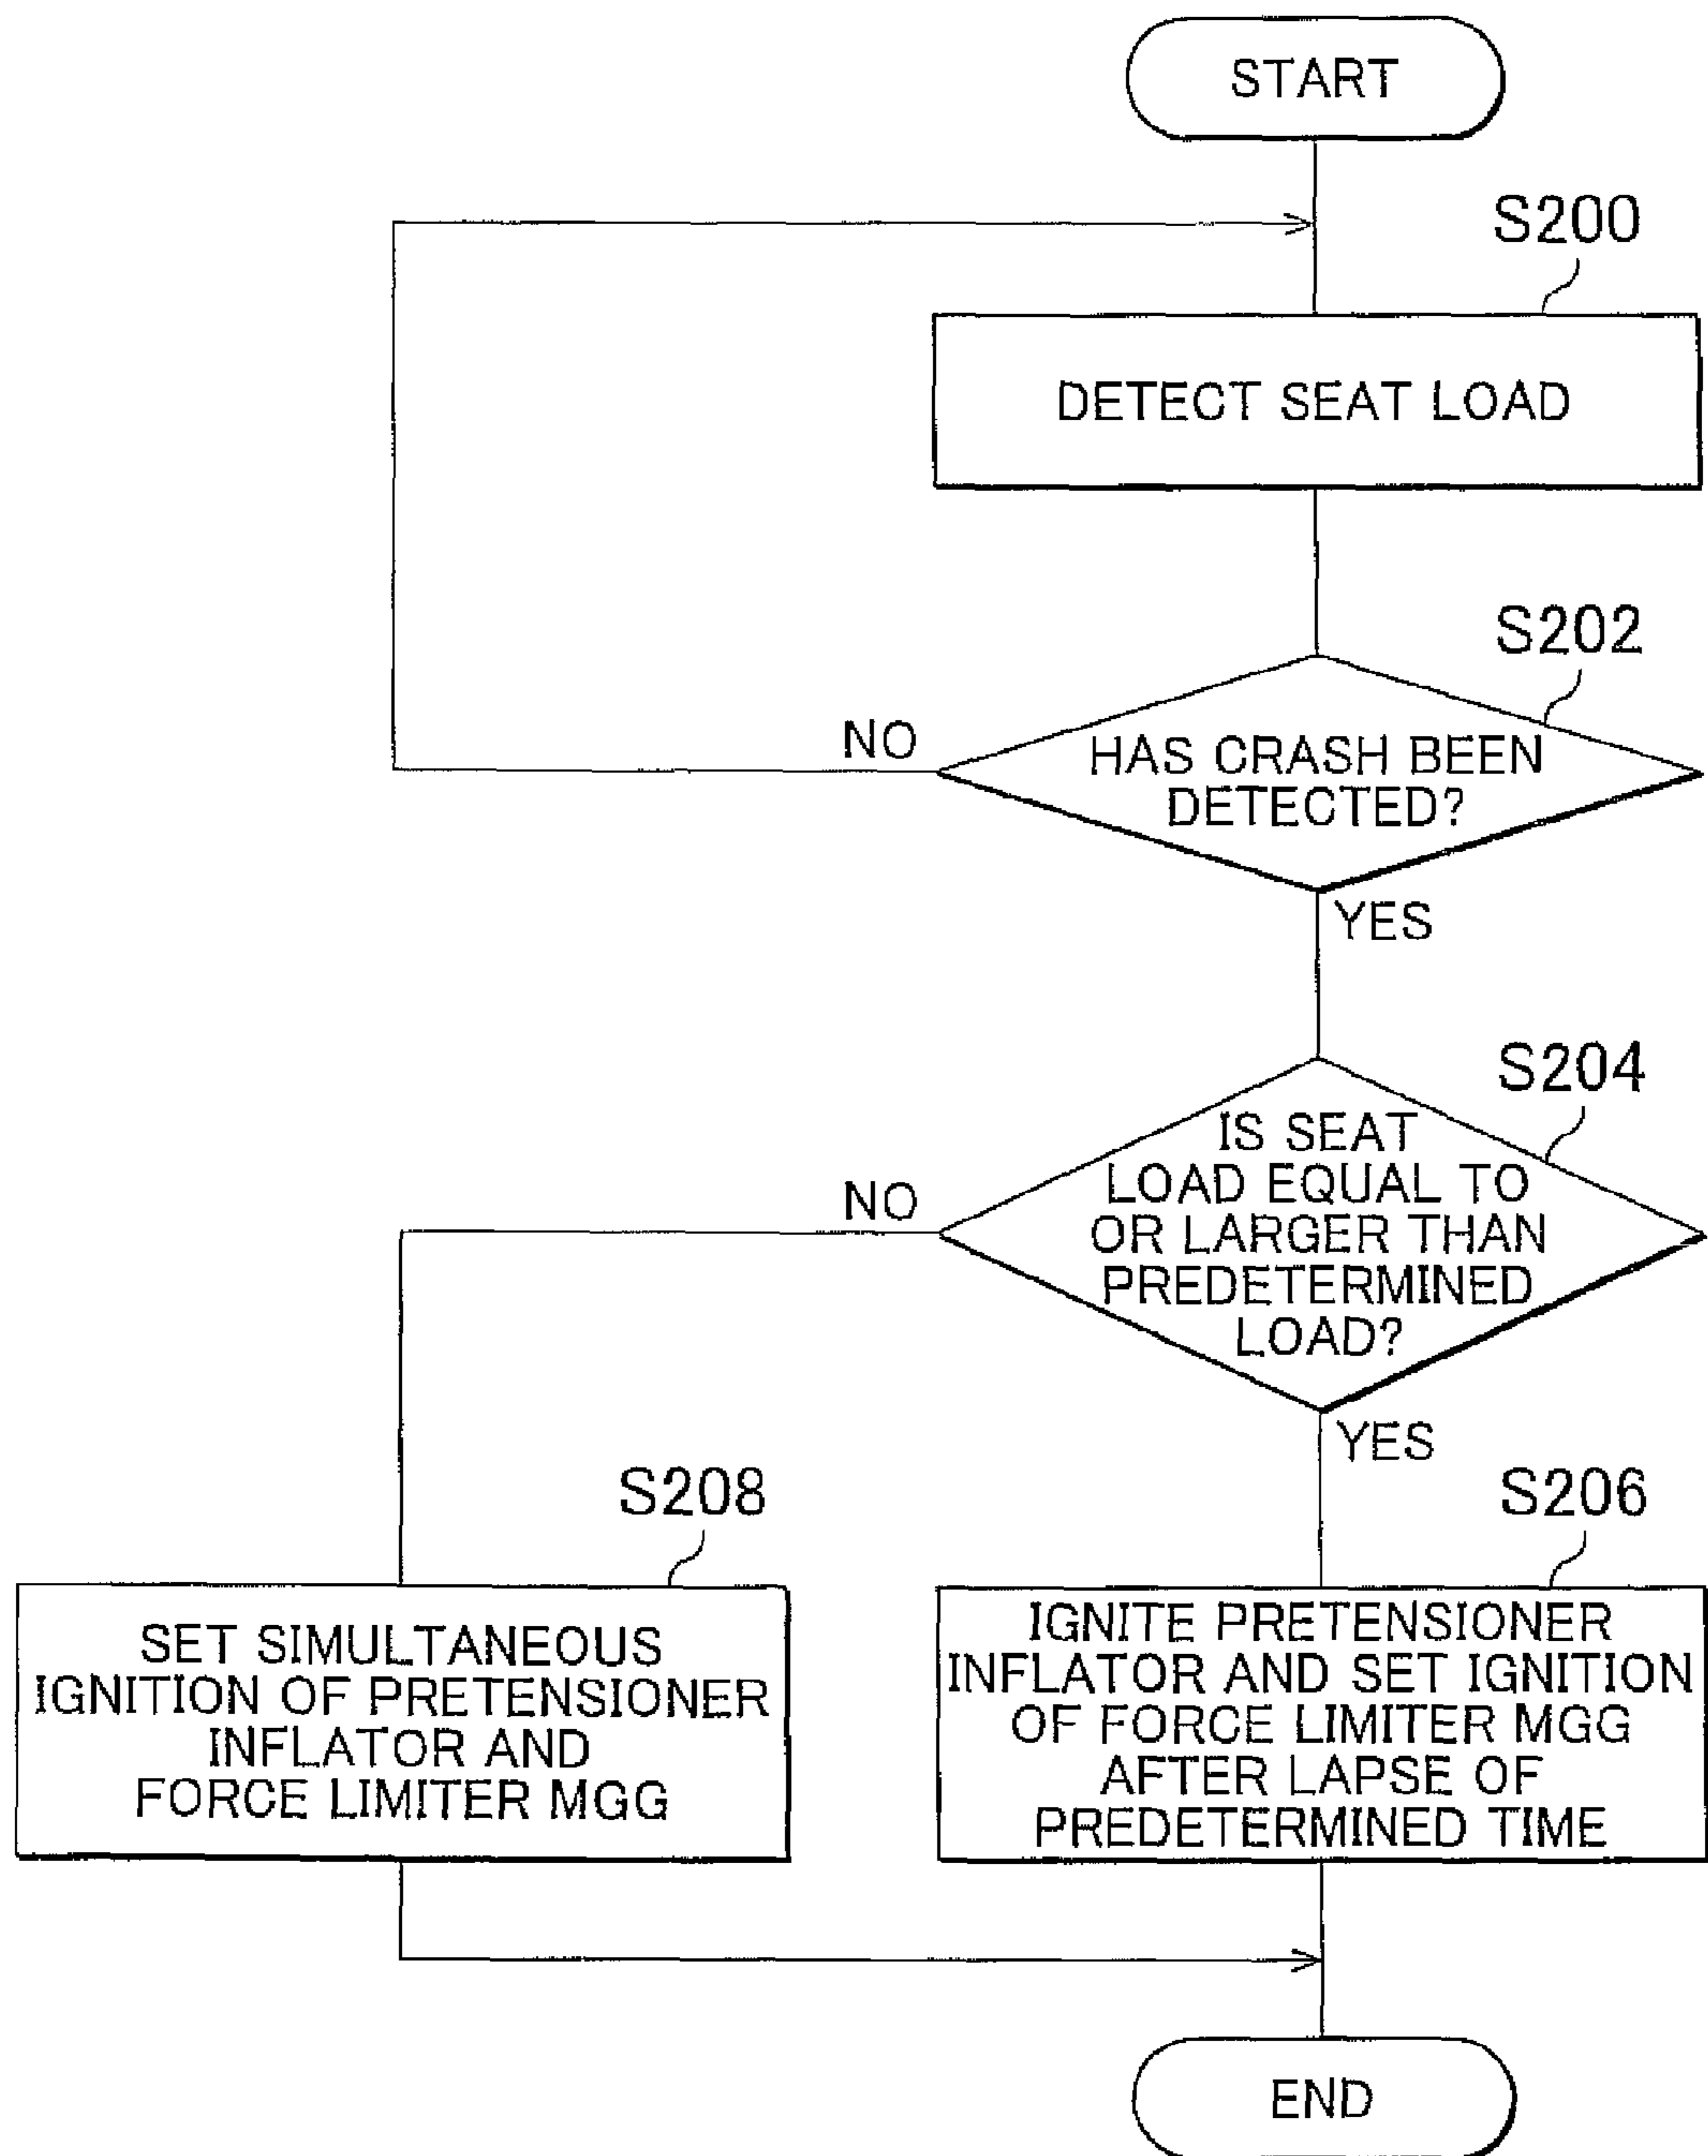 START
S200
DETECT SEAT LOAD
S202
NO
HAS CRASH BEEN
DETECTED?
YES
S204
NO
IS SEAT
LOAD EQUAL TO
OR LARGER THAN
PREDETERMINED
LOAD?
YES
S208
S206
SET SIMULTANEOUS
IGNITION OF PRETENSIONER
INFLATOR AND
FORCE LIMITER MGG
IGNITE PRETENSIONER
INFLATOR AND SET IGNITION
OF FORCE LIMITER MGG
AFTER LAPSE OF
PREDETERMINED TIME
END